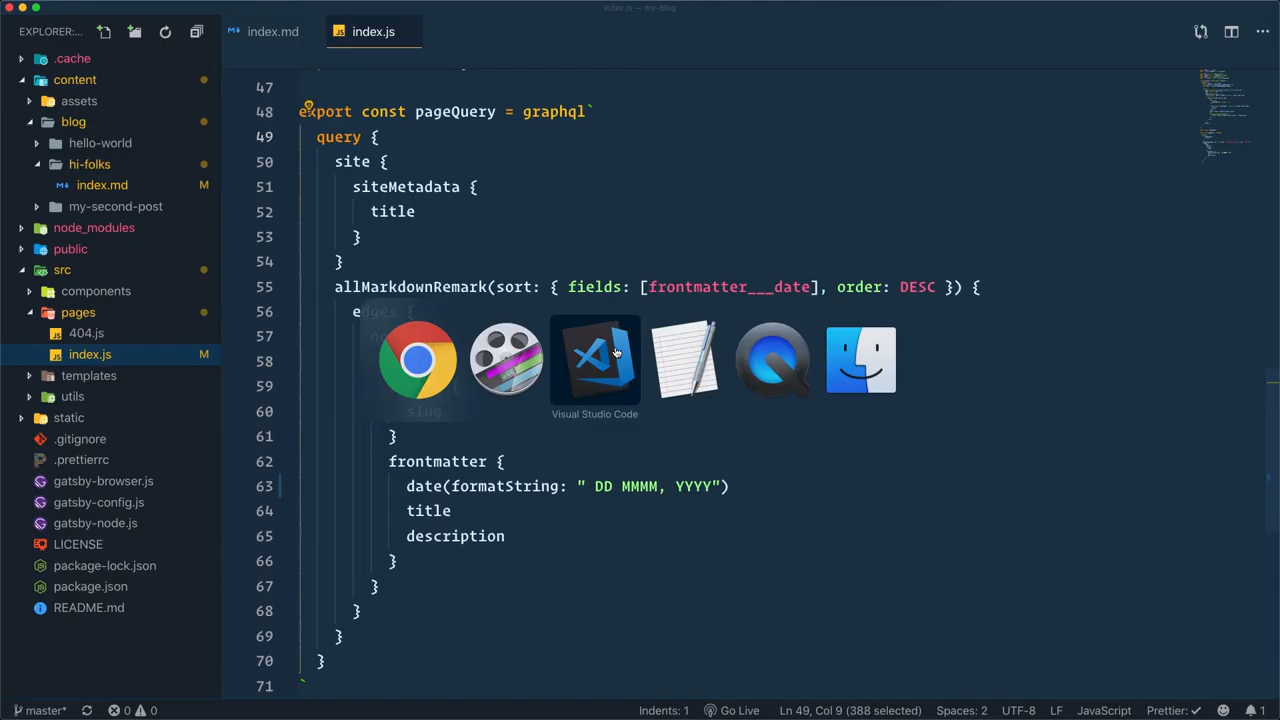 index.js — my-blog
EXPLORER:...
index.md
index.js
.cache
content
assets
blog
hello-world
hi-folks
index.md M
my-second-post
node_modules
public
src
components
pages
404.js
index.js M
templates
utils
static
.gitignore
.prettierrc
gatsby-browser.js
gatsby-config.js
gatsby-node.js
LICENSE
package-lock.json
package.json
README.md
47
48 export const pageQuery = graphql`
49 query {
50 site {
51 siteMetadata {
52 title
53 }
54 }
55 allMarkdownRemark(sort: { fields: [frontmatter___date], order: DESC }) {
56 edges {
57
58
59
60 slug
61 }
62 frontmatter {
63 date(formatString: " DD MMMM, YYYY")
64 title
65 description
66 }
67 }
68 }
69 }
70 }
71 `
Visual Studio Code
master* 0 0 Indents: 1 Go Live Ln 49, Col 9 (388 selected) Spaces: 2 UTF-8 LF JavaScript Prettier: ✓ 1